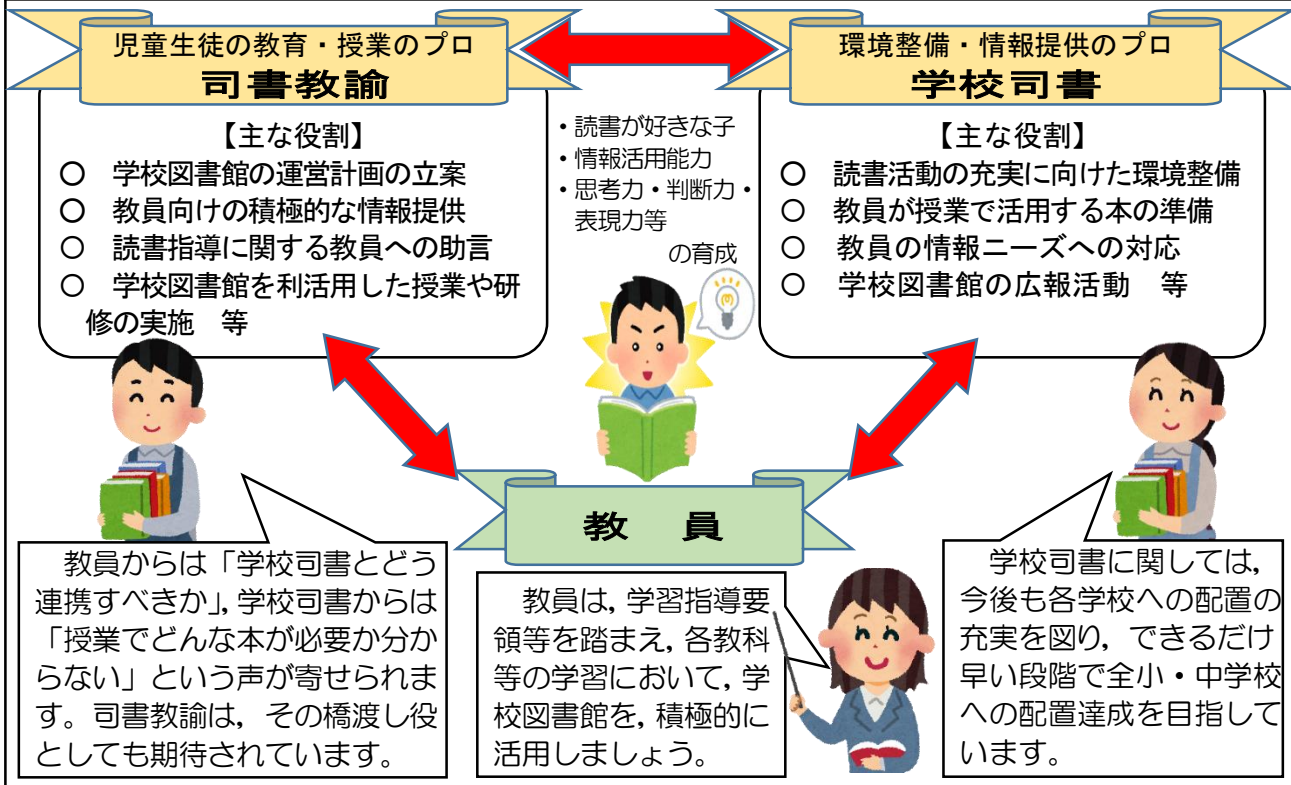 児童生徒の教育・授業のプロ
司書教諭
【主な役割】
○ 学校図書館の運営計画の立案
○ 教員向けの積極的な情報提供
○ 読書指導に関する教員への助言
○ 学校図書館を利活用した授業や研
修の実施 等
・読書が好きな子
・情報活用能力
・思考力・判断力・
表現力等
の育成
環境整備・情報提供のプロ
学校司書
【主な役割】
○ 読書活動の充実に向けた環境整備
○ 教員が授業で活用する本の準備
○ 教員の情報ニーズへの対応
○ 学校図書館の広報活動 等
教 員
教員からは「学校司書とどう
連携すべきか」,学校司書からは
「授業でどんな本が必要か分か
らない」という声が寄せられま
す。司書教諭は, その橋渡し役
としても期待されています。
教員は,学習指導要
領等を踏まえ,各教科
等の学習において,学
校図書館を,積極的に
活用しましょう。
学校司書に関しては,
今後も各学校への配置の
充実を図り, できるだけ
早い段階で全小・中学校
への配置達成を目指して
います。